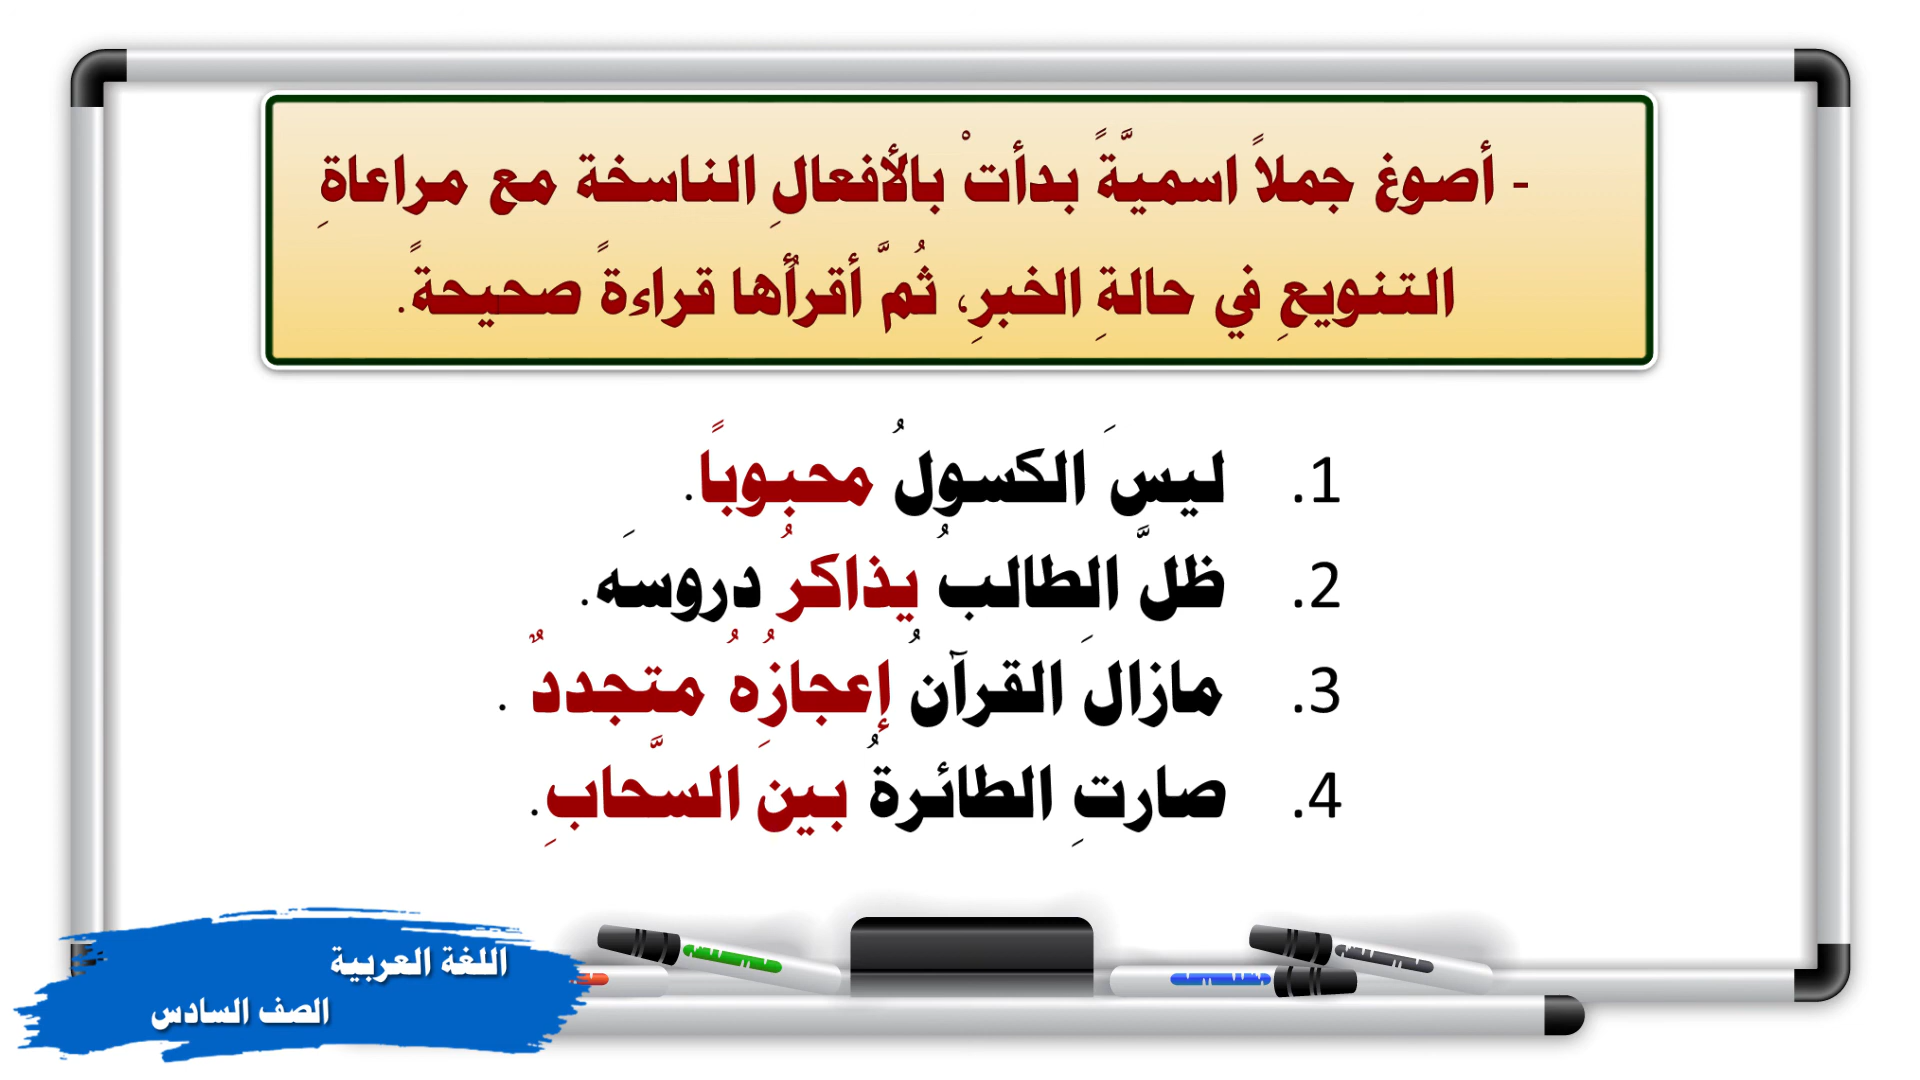 - أصوغ جملاً اسميَّةً بدأتْ بالأفعالِ الناسخة مع مراعاةِ
التنويعِ في حالةِ الخبرِ، ثُمَّ أقرأُها قراءةً صحيحةً.
1. ليسَ الكسولُ محبوباً.
2. ظلَّ الطالبُ يذاكرُ دروسَه.
3. مازالَ القرآنُ إعجازُهُ متجددٌ .
4. صارتِ الطائرةُ بينَ السَّحابِ.
اللغة العربية
الصف السادس